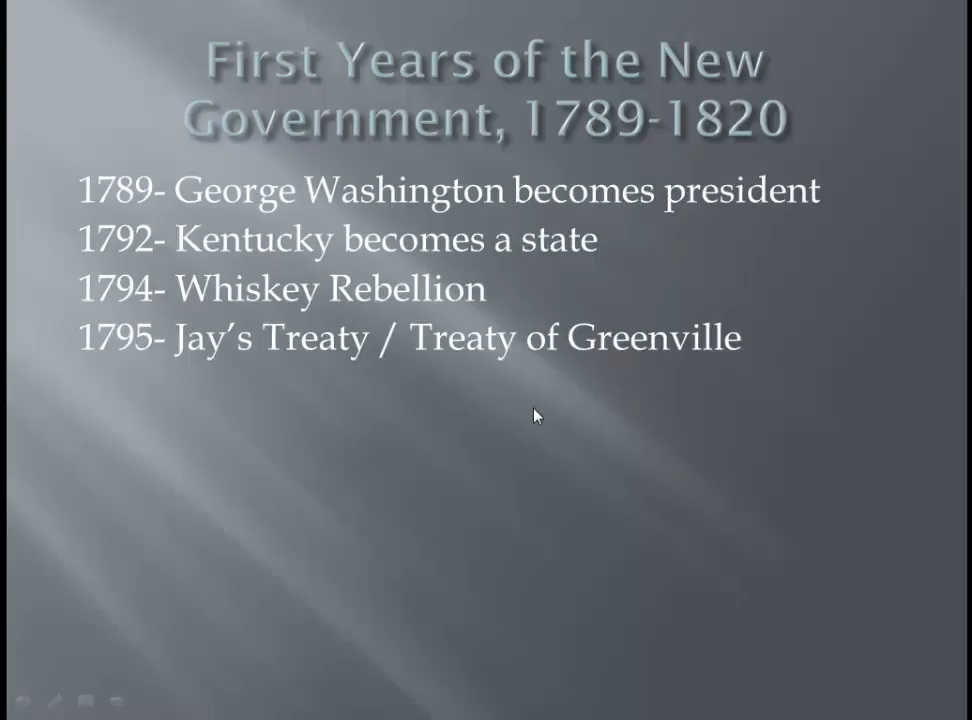 First Years of the New
Government, 1789-1820
1789- George Washington becomes president
1792- Kentucky becomes a state
1794- Whiskey Rebellion
1795- Jay’s Treaty / Treaty of Greenville